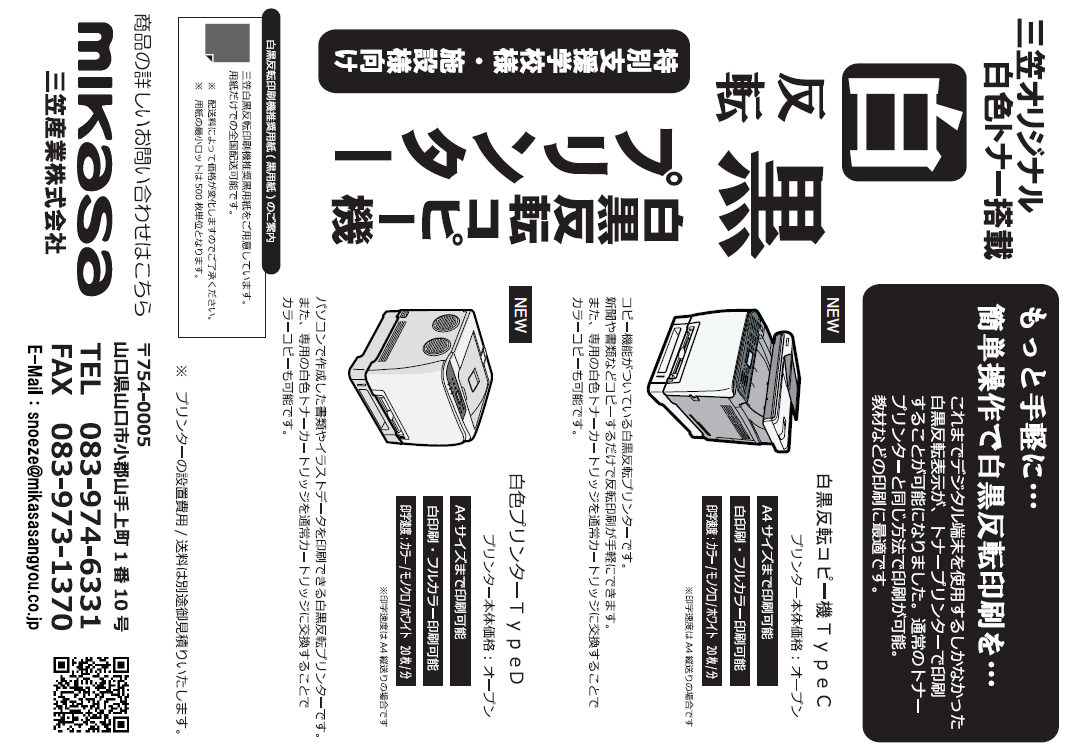 三笠オリジナル
白色トナー搭載
白
黒
反
転
プリンター
白黒反転コピー機
特別支援学校様・施設様向け
もっと手軽に…
簡単操作で白黒反転印刷を…
これまでデジタル端末を使用するしかなかった
白黒反転表示が、トナープリンターで印刷
することが可能になりました。通常のトナー
プリンターと同じ方法で印刷が可能。
教材などの印刷に最適です。
NEW
白黒反転コピー機ＴｙｐｅＣ
プリンター本体価格：オープン
A4サイズまで印刷可能
白印刷・フルカラー印刷可能
印字速度：カラー/モノクロ/ホワイト 20枚/分
※印字速度は A4 縦送りの場合です
コピー機能がついている白黒反転プリンターです。
新聞や書類などコピーするだけで反転印刷が手軽にできます。
また、専用の白色トナーカートリッジを通常カートリッジに交換することで
カラーコピーも可能です。
NEW
白色プリンターＴｙｐｅＤ
プリンター本体価格：オープン
A4サイズまで印刷可能
白印刷・フルカラー印刷可能
印字速度：カラー/モノクロ/ホワイト 20枚/分
※印字速度は A4 縦送りの場合です
パソコンで作成した書類やイラストデータを印刷できる白黒反転プリンターです。
また、専用の白色トナーカートリッジを通常カートリッジに交換することで
カラーコピーも可能です。
白黒反転印刷機推奨用紙（黒用紙）のご案内
三笠白黒反転印刷機推奨黒用紙をご用意しています。
用紙だけでの全国配送可能です。
※ 配送料によって価格が変化しますのでご了承ください。
※ 用紙の最小ロットは 500 枚単位となります。
※ プリンターの設置費用 / 送料は別途御見積りいたします。
商品の詳しいお問い合わせはこちら
mikasa
三笠産業株式会社
〒754-0005
山口県山口市小郡山手上町 1 番 10 号
TEL 083-974-6331
FAX 083-973-1370
E-Mail : snoeze@mikasasangyou.co.jp